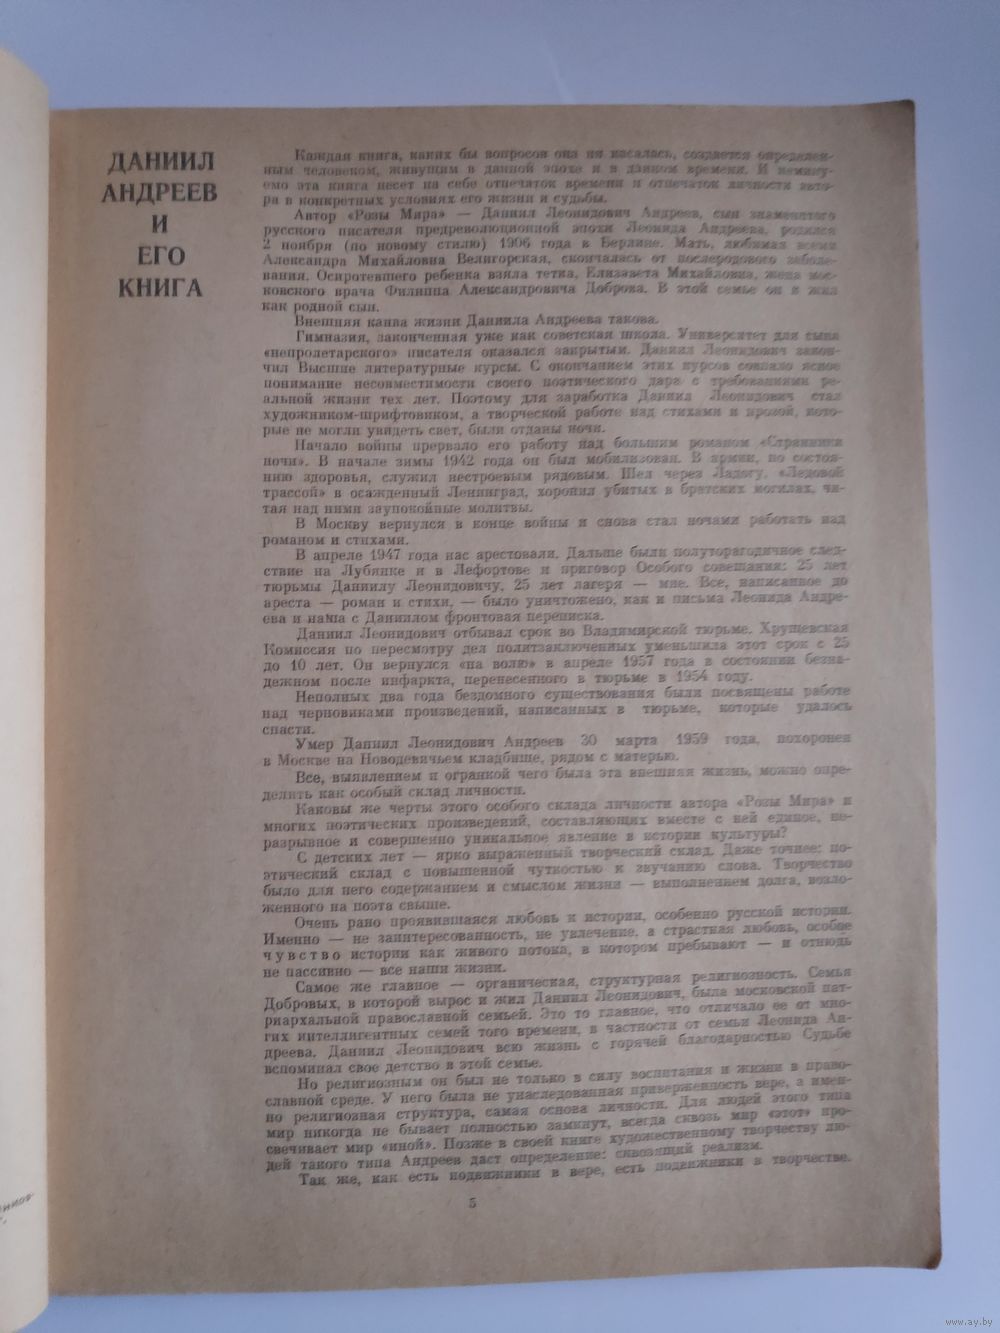 ДАНИИЛ
АНДРЕЕВ
И
ЕГО
КНИГА
Каждая книга, каких бы вопросов она ни касалась, создается определен-
ным человеком, живущим в данной эпохе и в данном времени. И неминуе-
емо эта книга несет на себе отпечаток времени и отпечаток личности авто-
ра в конкретных условиях его жизни и судьбы.
Автор «Розы Мира» — Даниил Леонидович Андреев, сын знаменитого
русского писателя предреволюционной эпохи Леонида Андреева, родился
2 ноября (по новому стилю) 1906 года в Берлине. Мать, любимая всеми
Александра Михайловна Велигорская, скончалась от послеродового заболе-
вания. Осиротевшего ребенка взяла тетка, Елизавета Михайловна, жена мос-
ковского врача Филиппа Александровича Доброва. В этой семье он и жил
как родной сын.
Внешняя канва жизни Даниила Андреева такова.
Гимназия, законченная уже как советская школа. Университет для сына
«непролетарского» писателя оказался закрытым. Даниил Леонидович закон-
чил Высшие литературные курсы. С окончанием этих курсов совпало ясное
понимание несовместимости своего поэтического дара с требованиями ре-
альной жизни тех лет. Поэтому для заработка Даниил Леонидович стал
художником-шрифтовиком, а творческой работе над стихами и прозой, кото-
рые не могли увидеть свет, были отданы ночи.
Начало войны прервало его работу над большим романом «Странники
ночи». В начале зимы 1942 года он был мобилизован. В армии, по состоя-
нию здоровья, служил нестроевым рядовым. Шел через Ладогу, «Ледовой
трассой» в осажденный Ленинград, хоронил убитых в братских могилах, чи-
тая над ними заупокойные молитвы.
В Москву вернулся в конце войны и снова стал ночами работать над
романом и стихами.
В апреле 1947 года нас арестовали. Дальше были полуторагодичное след-
ствие на Лубянке и в Лефортове и приговор Особого совещания: 25 лет
тюрьмы Даниилу Леонидовичу, 25 лет лагеря — мне. Все, написанное до
ареста — роман и стихи, — было уничтожено, как и письма Леонида Андре-
ева и наша с Даниилом фронтовая переписка.
Даниил Леонидович отбывал срок во Владимирской тюрьме. Хрущевская
Комиссия по пересмотру дел политзаключенных уменьшила этот срок с 25
до 10 лет. Он вернулся «на волю» в апреле 1957 года в состоянии безна-
дежном после инфаркта, перенесенного в тюрьме в 1954 году.
Неполных два года бездомного существования были посвящены работе
над черновиками произведений, написанных в тюрьме, которые удалось
спасти.
Умер Даниил Леонидович Андреев 30 марта 1959 года, похоронен
в Москве на Новодевичьем кладбище, рядом с матерью.
Все, выявлением и огранкой чего была эта внешняя жизнь, можно опре-
делить как особый склад личности.
Каковы же черты этого особого склада личности автора «Розы Мира» и
многих поэтических произведений, составляющих вместе с ней единое, не-
разрывное и совершенно уникальное явление в истории культуры?
С детских лет — ярко выраженный творческий склад. Даже точнее: по-
этический склад с повышенной чуткостью к звучанию слова. Творчество
было для него содержанием и смыслом жизни — выполнением долга, возло-
женного на поэта свыше.
Очень рано проявившаяся любовь к истории, особенно русской истории.
Именно — не заинтересованность, не увлечение, а страстная любовь, особое
чувство истории как живого потока, в котором пребывают — и отнюдь
не пассивно — все наши жизни.
Самое же главное — органическая, структурная религиозность. Семья
Добровых, в которой вырос и жил Даниил Леонидович, была московской пат-
риархальной православной семьей. Это то главное, что отличало ее от мно-
гих интеллигентных семей того времени, в частности от семьи Леонида Ан-
дреева. Даниил Леонидович всю жизнь с горячей благодарностью Судьбе
вспоминал свое детство в этой семье.
Но религиозным он был не только в силу воспитания и жизни в право-
славной среде. У него была не унаследованная приверженность вере, а имен-
но религиозная структура, самая основа личности. Для людей этого типа
мир никогда не бывает полностью замкнут, всегда сквозь мир «этот» про-
свечивает мир «иной». Позже в своей книге художественному творчеству лю-
дей такого типа Андреев даст определение: сквозящий реализм.
Так же, как есть подвижники в вере, есть подвижники в творчестве.
5
www.ay.by